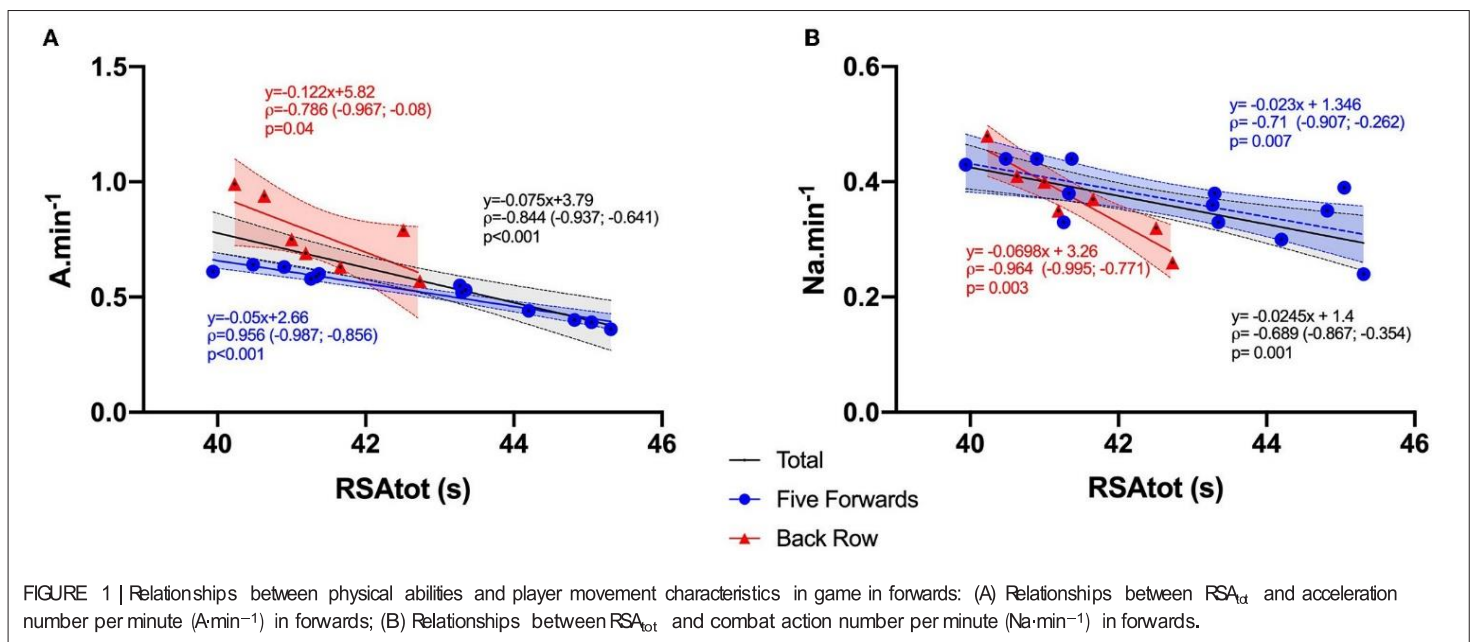 A
B
1.5
1.0
0.5
0.0
A.min-1
y=-0.122x+5.82
ρ=-0.786 (-0.967; -0.08)
p=0.04
y=-0.075x+3.79
ρ=-0.844 (-0.937; -0.641)
p<0.001
y=-0.05x+2.66
ρ=0.956 (-0.987; -0,856)
p<0.001
40
42
44
46
RSAtot (s)
0.6
0.4
0.2
0.0
Na.min-1
y= -0.023x + 1.346
ρ= -0.71 (-0.907; -0.262)
p= 0.007
y= -0.0698x + 3.26
ρ= -0.964 (-0.995; -0.771)
p= 0.003
y= -0.0245x + 1.4
ρ= -0.689 (-0.867; -0.354)
p= 0.001
40
42
44
46
RSAtot (s)
Total
Five Forwards
Back Row
FIGURE 1 | Relationships between physical abilities and player movement characteristics in game in forwards: (A) Relationships between RSAtot and acceleration
number per minute (A·min−1) in forwards; (B) Relationships between RSAtot and combat action number per minute (Na·min−1) in forwards.